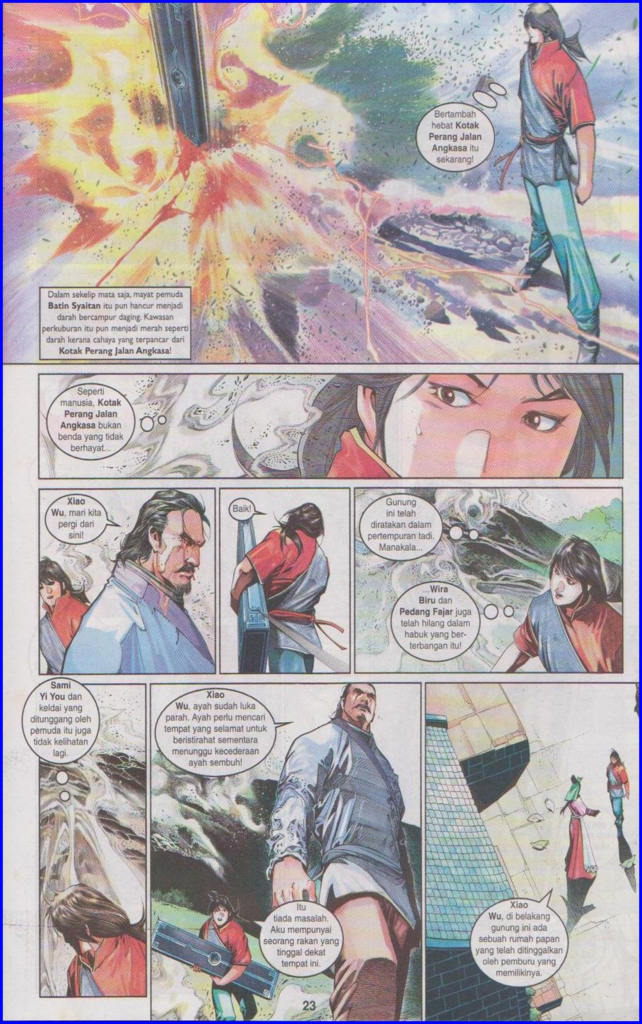 Bertambah
hebat Kotak
Perang Jalan
Angkasa itu
sekarang!
Dalam sekelip mata saja, mayat pemuda
Batin Syaitan itu pun hancur menjadi
darah bercampur daging. Kawasan
perkuburan itu pun menjadi merah seperti
darah kerana cahaya yang terpancar dari
Kotak Perang Jalan Angkasa!
Seperti
manusia, Kotak
Perang Jalan
Angkasa bukan
benda yang tidak
berhayat...
Xiao
Wu, mari kita
pergi dari
sini!
Baik!
Gunung
ini telah
diratakan dalam
pertempuran tadi.
Manakala...
...Wira
Biru dan
Pedang Fajar juga
telah hilang dalam
habuk yang ber-
terbangan itu!
Sami
Yi You dan
keldai yang
ditunggang oleh
pemuda itu juga
tidak kelihatan
lagi.
Xiao
Wu, ayah sudah luka
parah. Ayah perlu mencari
tempat yang selamat untuk
beristirahat sementara
menunggu kecederaan
ayah sembuh!
Itu
tiada masalah.
Aku mempunyai
seorang rakan yang
tinggal dekat
tempat ini.
Xiao
Wu, di belakang
gunung ini ada
sebuah rumah papan
yang telah ditinggalkan
oleh pemburu yang
memilikinya.
23